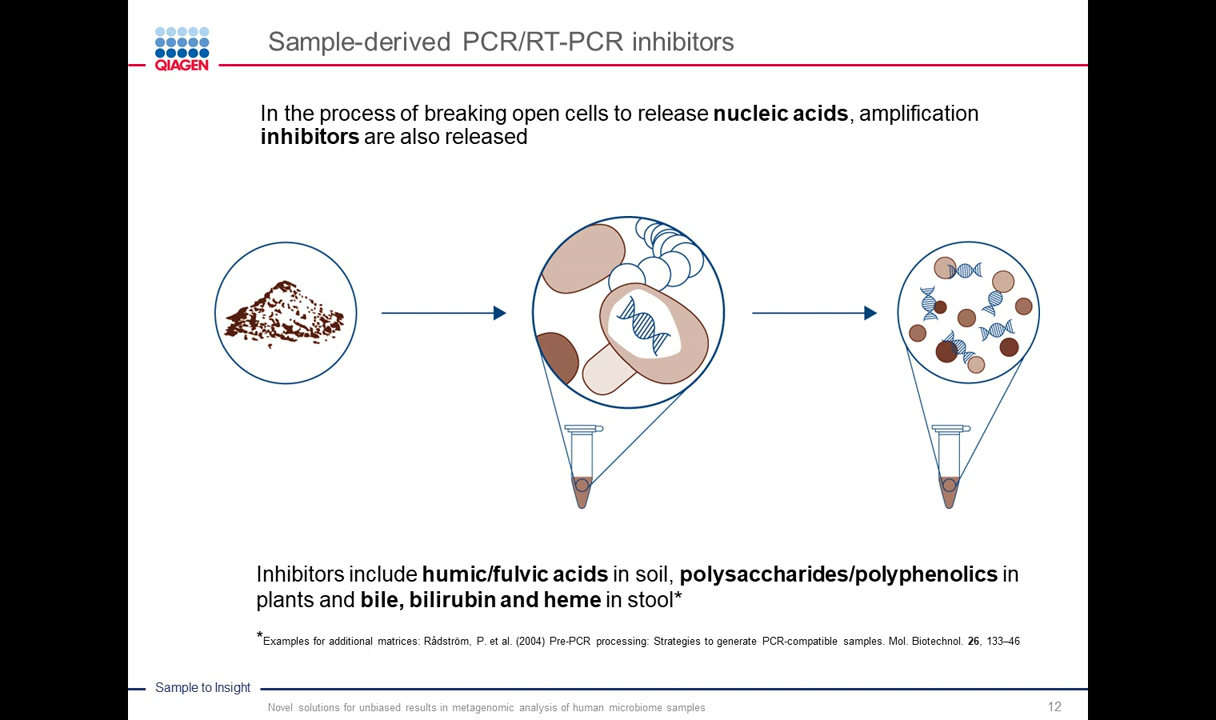 QIAGEN
Sample-derived PCR/RT-PCR inhibitors
In the process of breaking open cells to release nucleic acids, amplification
inhibitors are also released
Inhibitors include humic/fulvic acids in soil, polysaccharides/polyphenolics in
plants and bile, bilirubin and heme in stool*
*Examples for additional matrices: Rådström, P. et al. (2004) Pre-PCR processing: Strategies to generate PCR-compatible samples. Mol. Biotechnol. 26, 133–46
Sample to Insight
Novel solutions for unbiased results in metagenomic analysis of human microbiome samples
12